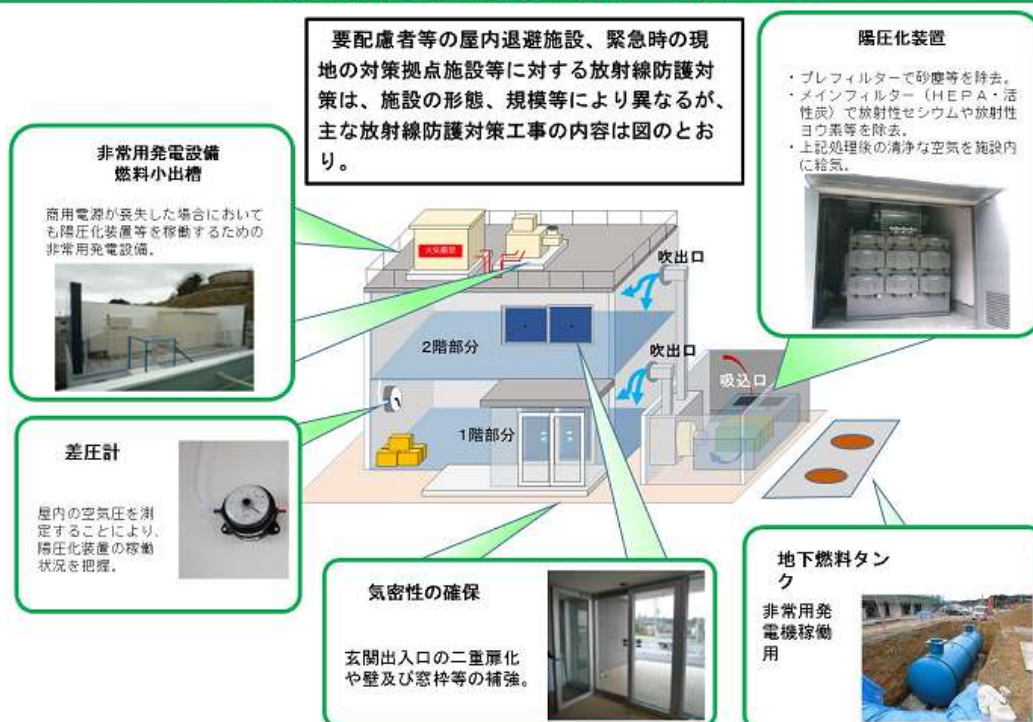 要配慮者等の屋内退避施設、緊急時の現
地の対策拠点施設等に対する放射線防護対
策は、施設の形態、規模等により異なるが、
主な放射線防護対策工事の内容は図のとお
り。
陽圧化装置
・プレフィルターで砂塵等を除去。
・メインフィルター（HEPA・活
性炭）で放射性セシウムや放射性
ヨウ素等を除去。
・上記処理後の清浄な空気を施設内
に給気。
非常用発電設備
燃料小出槽
商用電源が喪失した場合において
も陽圧化装置等を稼働するための
非常用発電設備。
火気厳禁
吹出口
2階部分
吹出口
吸込口
1階部分
差圧計
屋内の空気圧を測
定することにより、
陽圧化装置の稼働
状況を把握。
気密性の確保
玄関出入口の二重扉化
や壁及び窓枠等の補強。
地下燃料タン
ク
非常用発
電機稼働
用